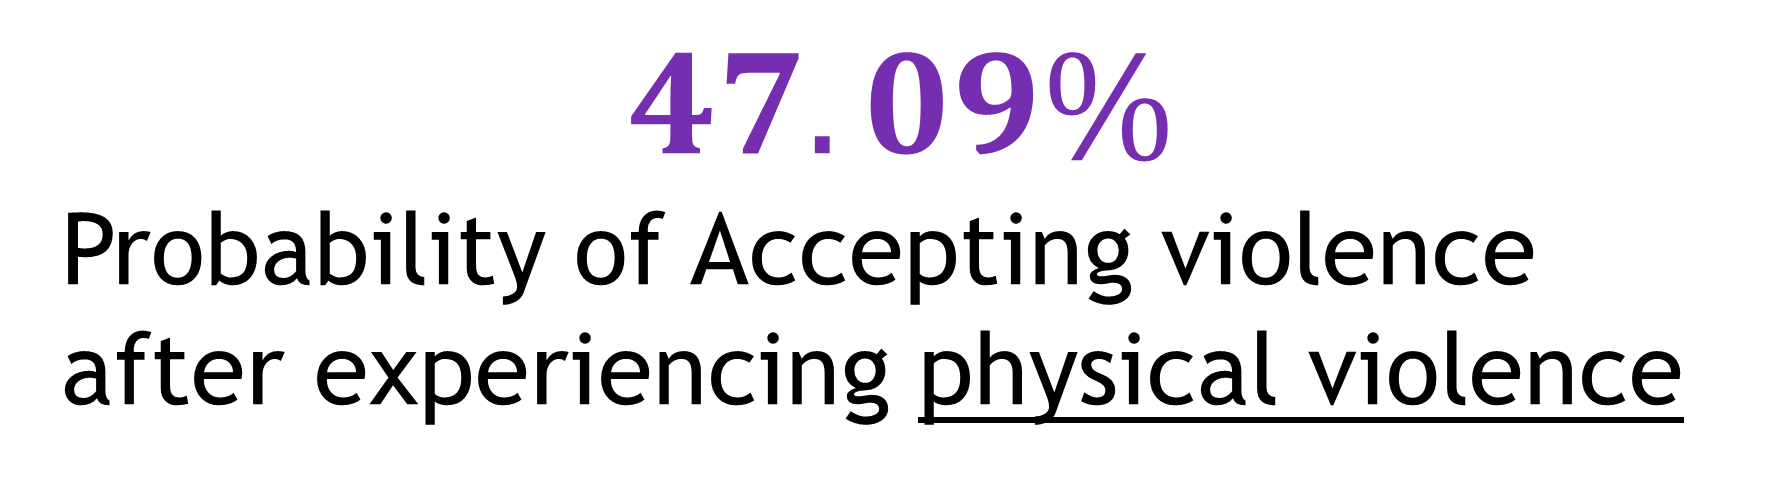 47.09%
Probability of Accepting violence
after experiencing physical violence